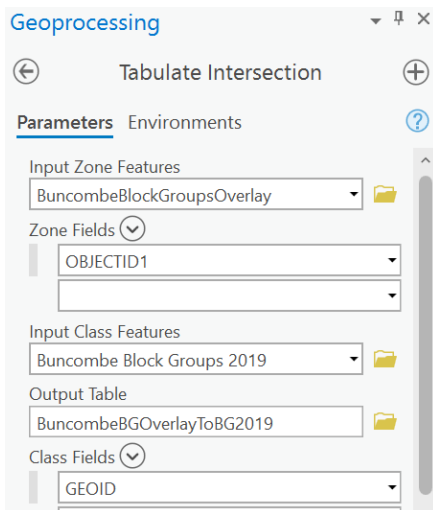 Geoprocessing
Tabulate Intersection
Parameters Environments
Input Zone Features
BuncombeBlockGroupsOverlay
Zone Fields
OBJECTID1
Input Class Features
Buncombe Block Groups 2019
Output Table
BuncombeBGOverlayToBG2019
Class Fields
GEOID